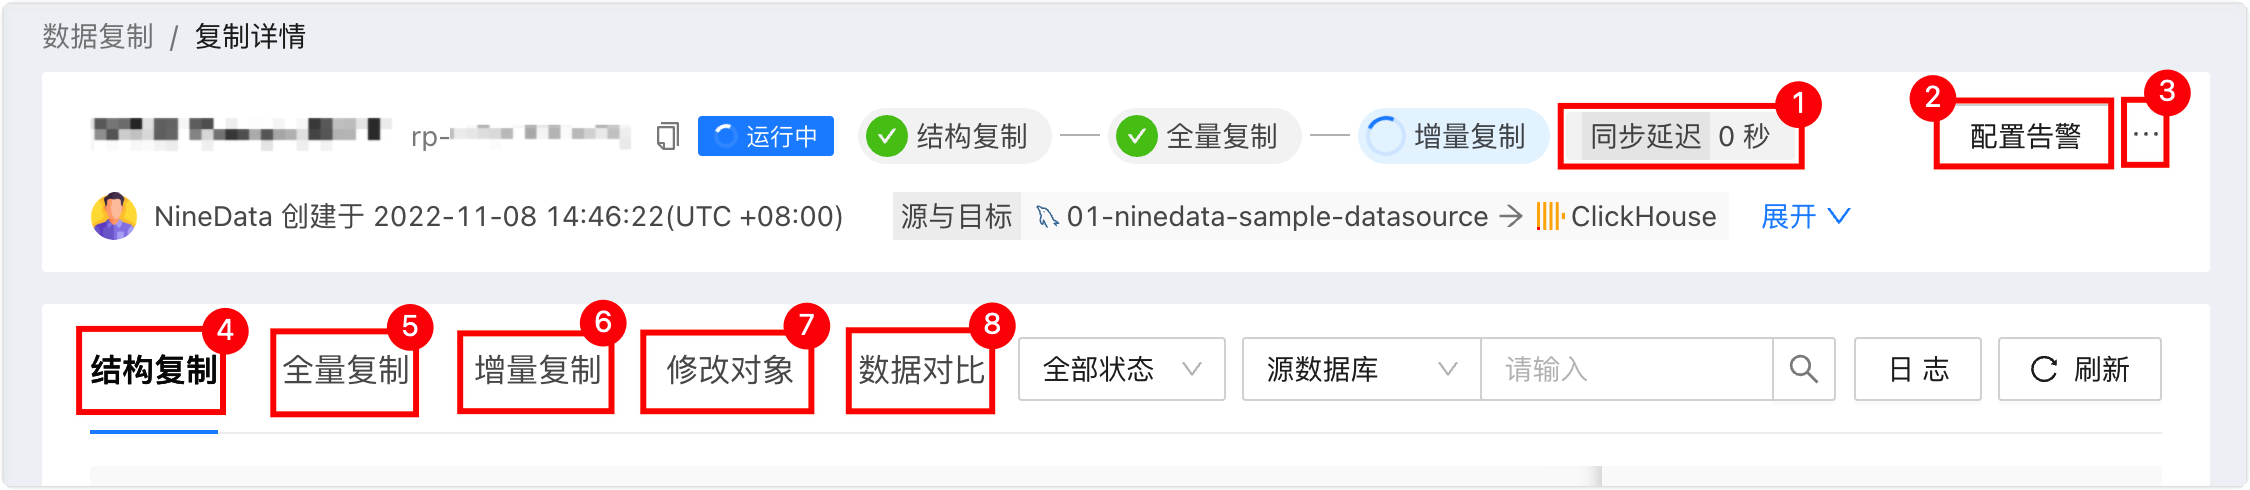 数据复制 / 复制详情
rp- 运行中 结构复制 全量复制 增量复制 同步延迟 0 秒 1 2 配置告警 3 ...
NineData 创建于 2022-11-08 14:46:22(UTC +08:00) 源与目标 01-ninedata-sample-datasource → ClickHouse 展开
4 5 6 7 8
结构复制 全量复制 增量复制 修改对象 数据对比 全部状态 源数据库 请输入 日 志 刷新